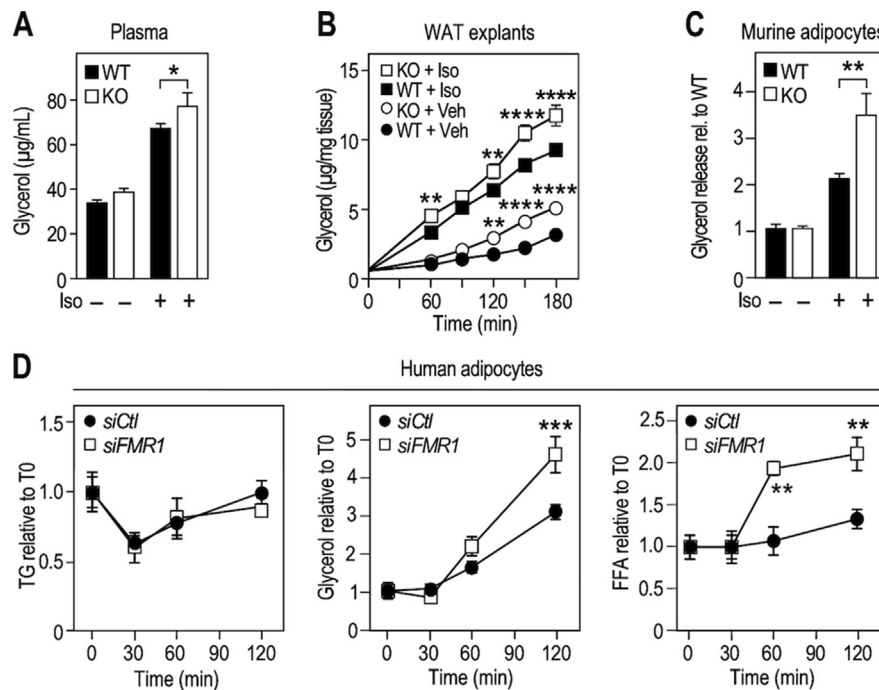 A
Plasma
WT
KO
*
Glycerol (µg/mL)
80
60
40
20
0
Iso – – + +
B
WAT explants
KO + Iso
WT + Iso
KO + Veh
WT + Veh
****
****
**
**
****
****
**
Glycerol (µg/mg tissue)
15
10
5
0
0 60 120 180
Time (min)
C
Murine adipocytes
WT
KO
**
Glycerol release rel. to WT
4
3
2
1
0
Iso – – + +
D
Human adipocytes
siCtl
siFMR1
TG relative to T0
1.5
1.0
0.5
0
0 30 60 90 120
Time (min)
siCtl
siFMR1
***
Glycerol relative to T0
5
4
3
2
1
0
0 30 60 90 120
Time (min)
siCtl
siFMR1
**
**
FFA relative to T0
2.5
2.0
1.5
1.0
0.5
0
0 30 60 90 120
Time (min)